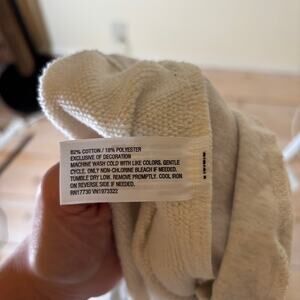 82% COTTON / 18% POLYESTER
EXCLUSIVE OF DECORATION
MACHINE WASH COLD WITH LIKE COLORS, GENTLE
CYCLE, ONLY NON-CHLORINE BLEACH IF NEEDED,
TUMBLE DRY LOW. REMOVE PROMPTLY. COOL IRON
ON REVERSE SIDE IF NEEDED.
RN17730 VN1973322